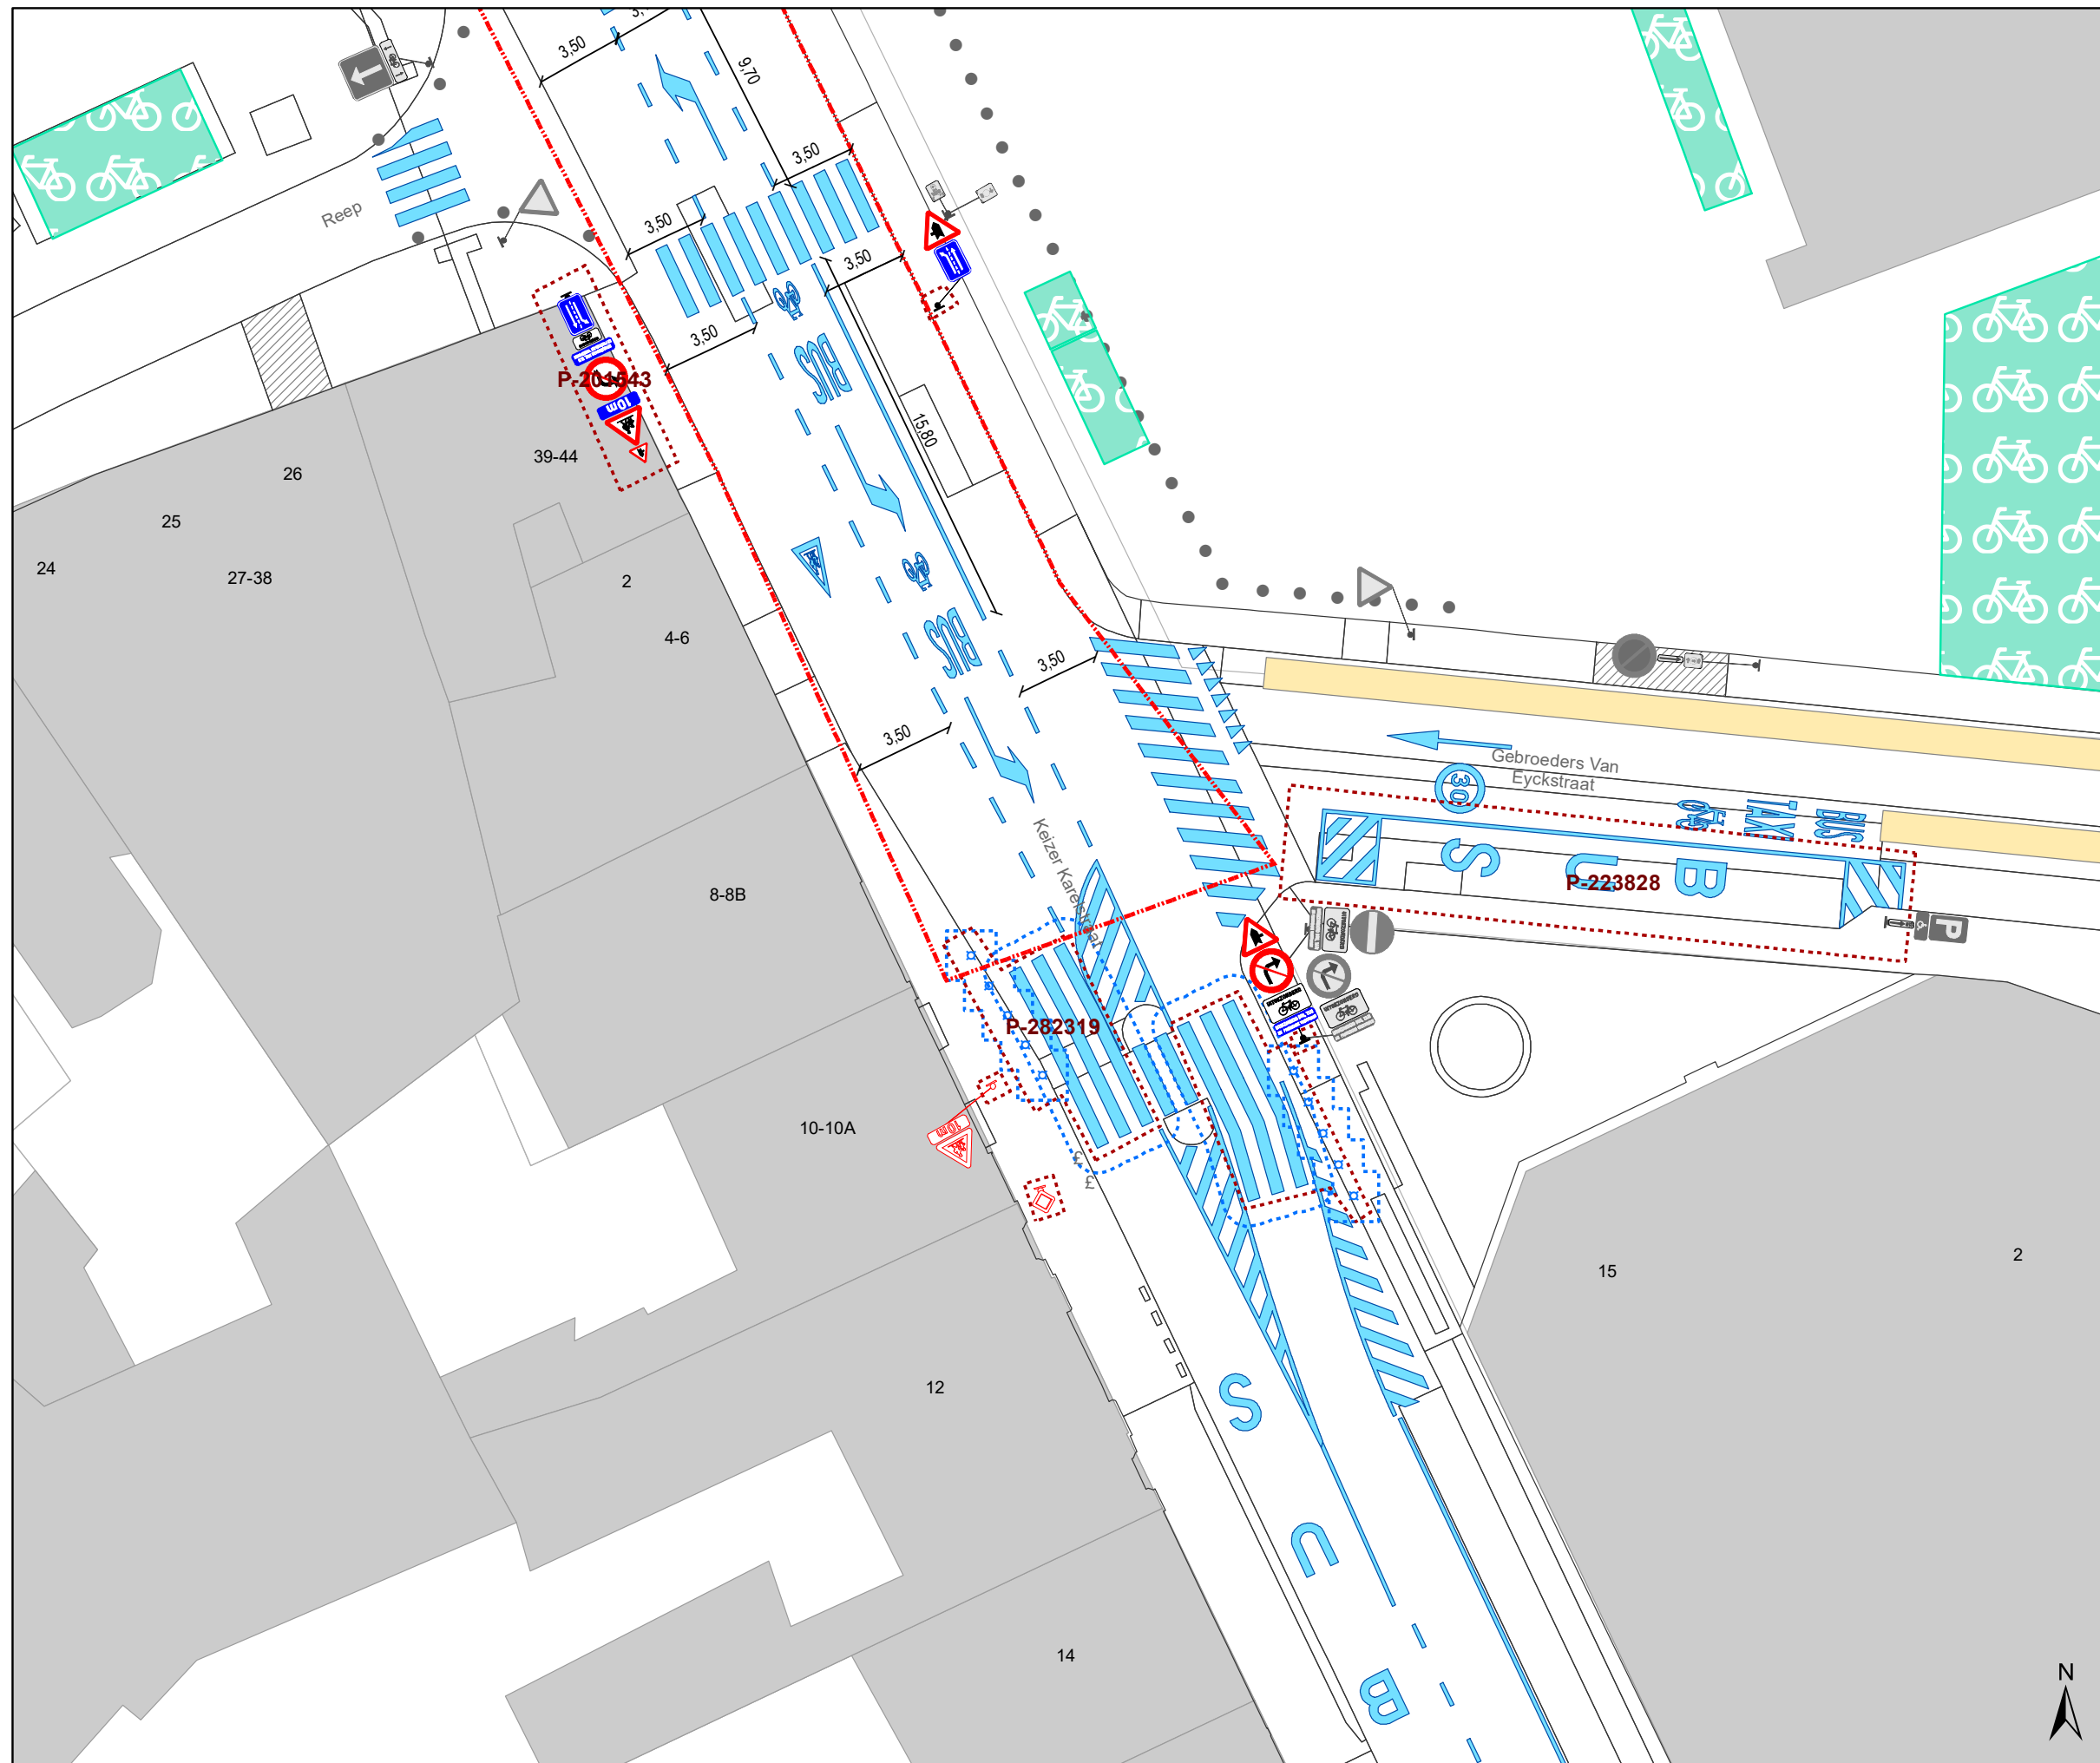 3,50
9,70
3,50
Reep
3,50
3,50
3,50
BUS
P-201543
10m
15,80
39-44
26
25
24
27-38
2
4-6
BUS
3,50
3,50
Gebroeders Van
Eyckstraat
30
TAXI
BUS
Keizer Karelstraat
BUS
P-223828
P
8-8B
P-282319
10m
10-10A
£
£
15
2
12
BUS
14
N